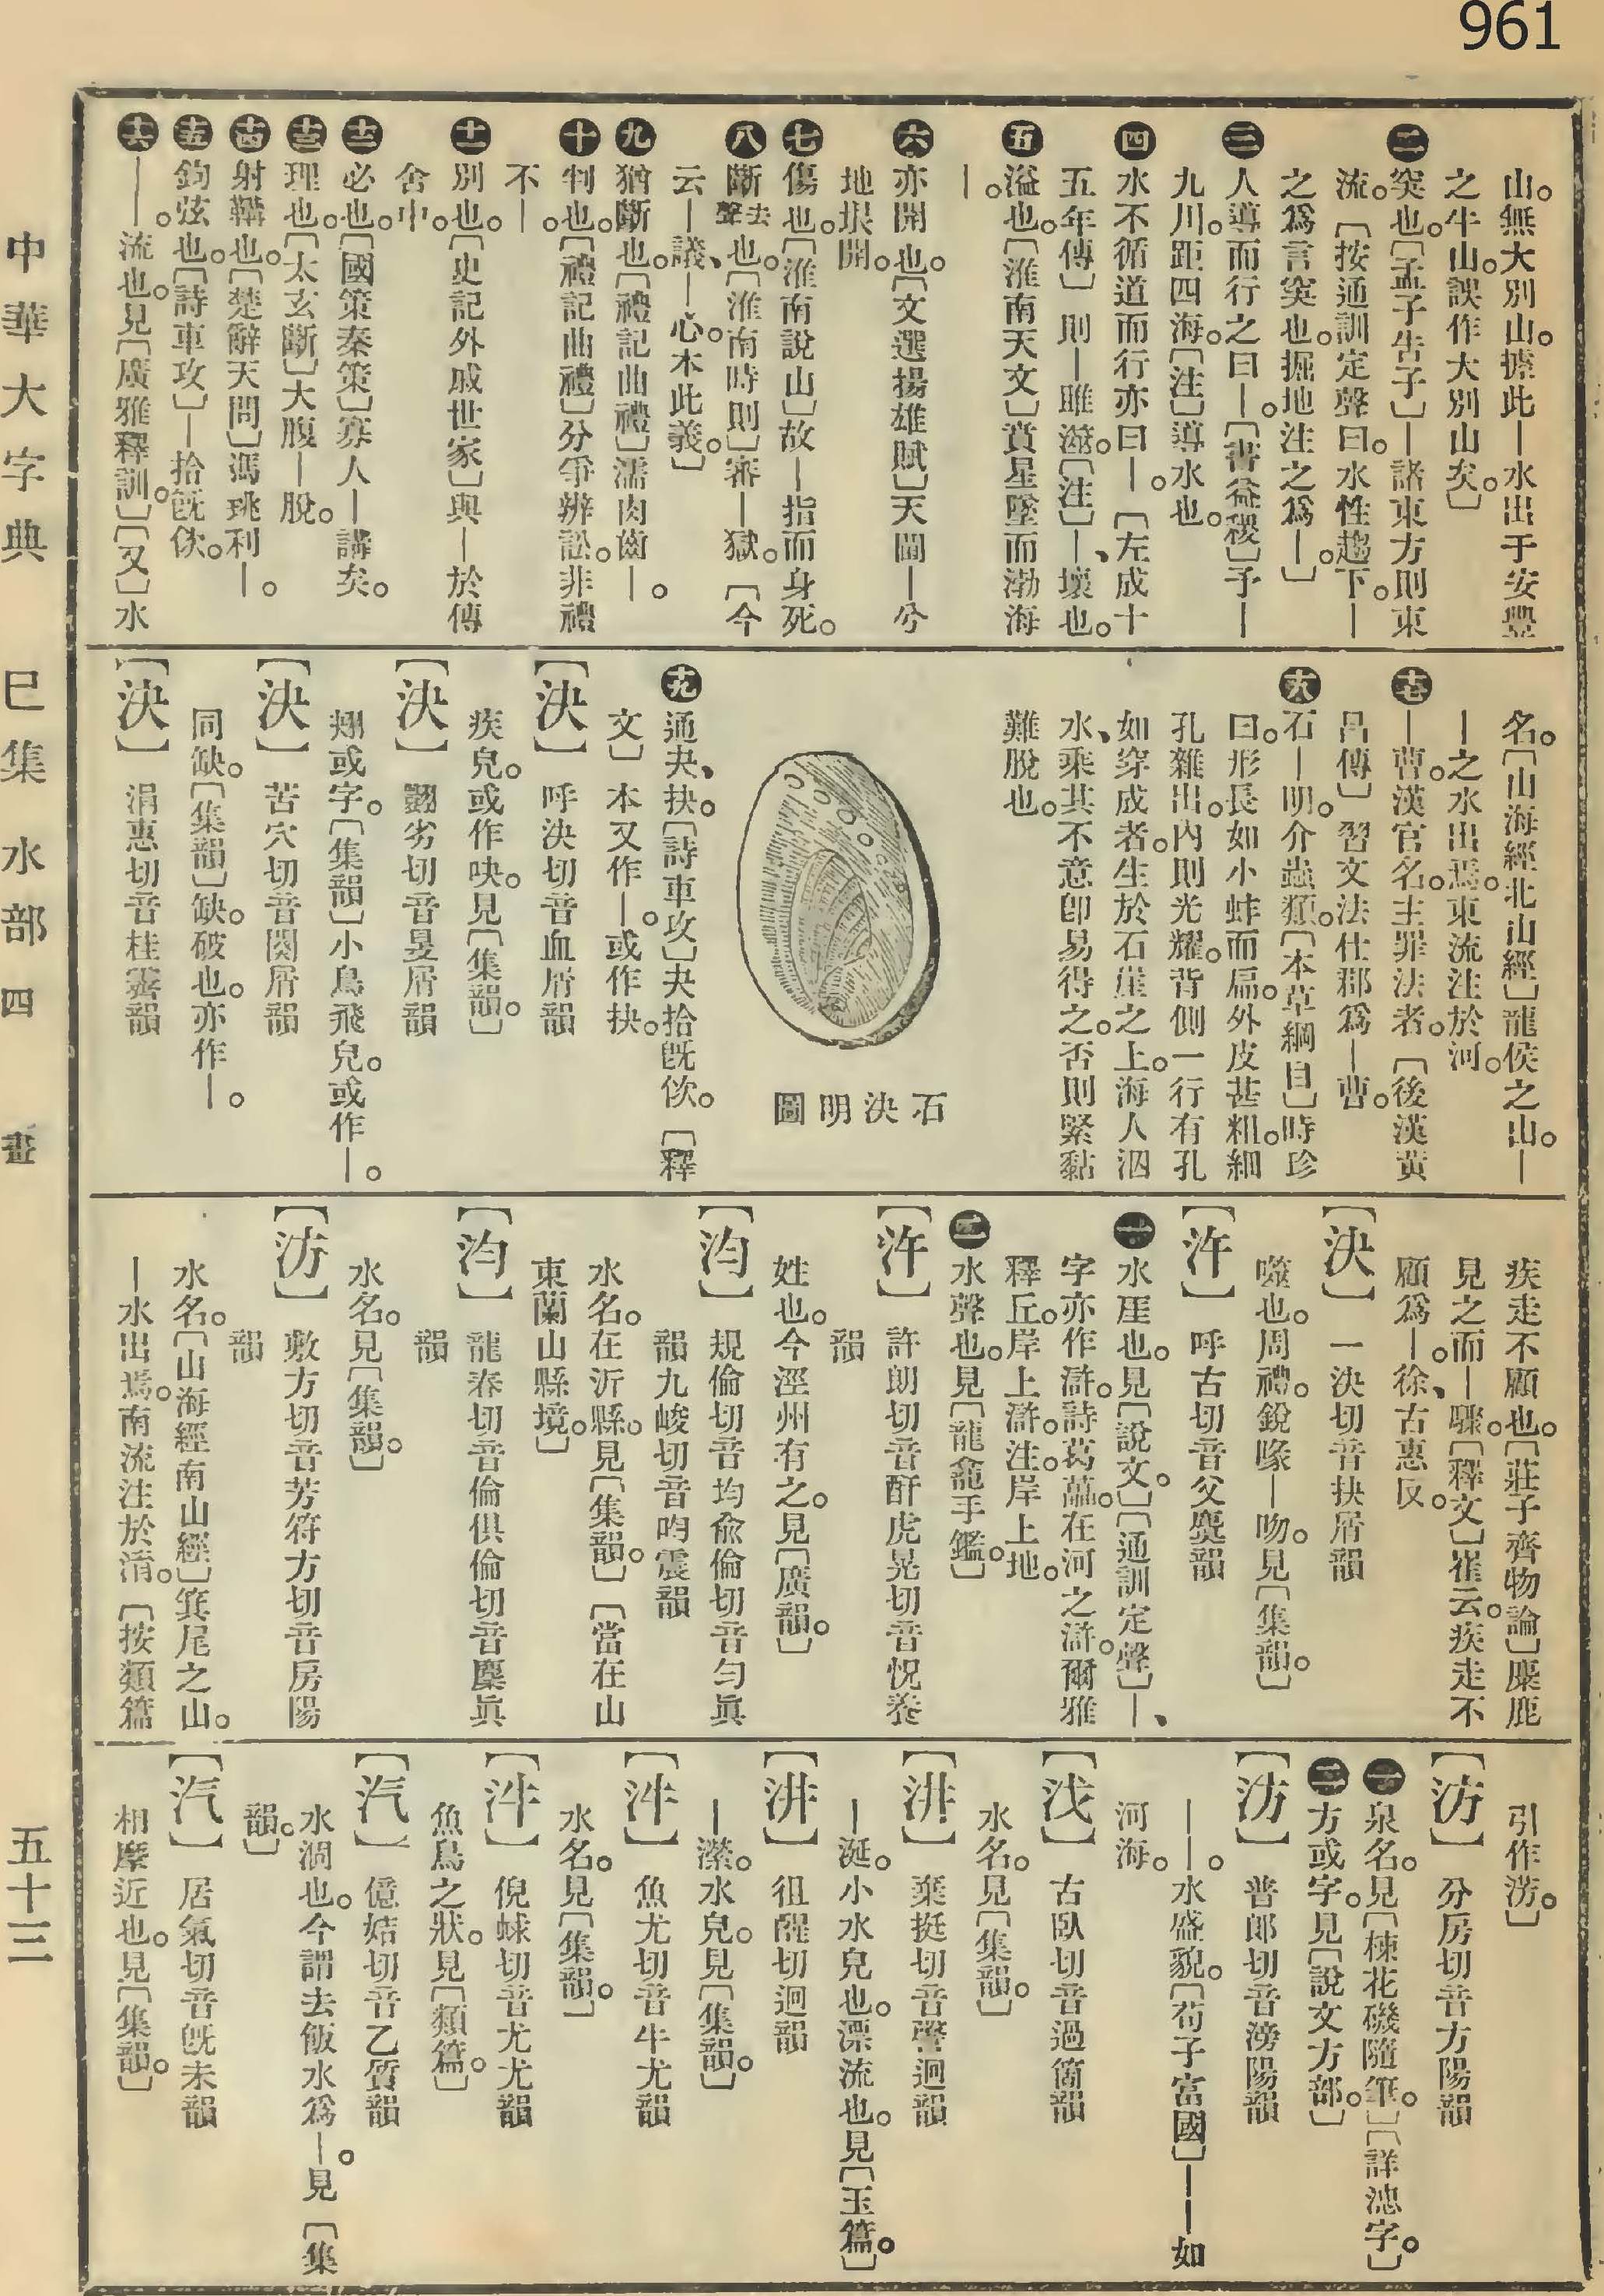 961
山。無大別山。據此—水出于安豐
之牛山。誤作大別山矣。〕
㊁突也。〔孟子告子〕—諸東方則東
流。〔按通訓定聲曰。水性趨下。—
之爲言突也。掘地注之爲—。〕
㊂人導而行之曰—。〔書益稷〕予—
九川。距四海。〔注〕導水也。
㊃水不循道而行亦曰—。〔左成十
五年傳〕則—睢澨。〔注〕—、壞也。
㊄溢也。〔淮南天文〕賁星墜而渤海
—。
㊅亦開也。〔文選揚雄賦〕天閫—兮
地垠開。
㊆傷也。〔淮南說山〕故—指而身死。
㊇斷去聲也。〔淮南時則〕審—獄。〔今
云—議、—心。本此義。〕
㊈猶斷也。〔禮記曲禮〕濡肉齒—。
㊉判也。〔禮記曲禮〕分爭辨訟。非禮
不—。
十一別也。〔史記外戚世家〕與—於傳
舍中。
十二必也。〔國策秦策〕寡人—講矣。
十三理也。〔太玄斷〕大腹—脫。
十四射韝也。〔楚辭天問〕馮珧利—。
十五鉤弦也。〔詩車攻〕—拾旣佽。
十六——。流也。見〔廣雅釋訓。〕〔又〕水
名。〔山海經北山經〕龍侯之山。—
—之水出焉。東流注於河。
十七—曹。漢官名。主罪法者。〔後漢黃
昌傳〕習文法仕郡爲—曹。
十八石—明。介蟲類。〔本草綱目〕時珍
曰。形長如小蚌而扁。外皮甚粗。細
孔雜出。內則光耀。背側一行有孔
如穿成者。生於石崖之上。海人泅
水、乘其不意卽易得之。否則緊黏
難脫也。
石決明圖
十九通夬、抉。〔詩車攻〕夬拾旣佽。〔釋
文〕本又作—。或作抉。
〔決〕呼決切音血屑韻
疾皃。或作吷。見〔集韻。〕
〔決〕翾劣切音旻屑韻
翅或字。〔集韻〕小鳥飛皃。或作—。
〔決〕苦穴切音闋屑韻
同缺。〔集韻〕缺。破也。亦作—。
〔決〕涓惠切音桂霽韻
疾走不顧也。〔莊子齊物論〕麋鹿
見之而—、驟。〔釋文〕崔云。疾走不
顧爲—。徐、古惠反。
〔決〕一決切音抉屑韻
噬也。周禮。銳喙—吻。見〔集韻。〕
〔汻〕呼古切音父麌韻
㊀水厓也。見〔說文。〕〔通訓定聲〕—、
字亦作滸。詩葛藟。在河之滸。爾雅
釋丘。岸上滸。注。岸上地。
㊁水聲也。見〔龍龕手鑑。〕
〔汻〕許朗切音酐虎晃切音怳養
韻
姓也。今涇州有之。見〔廣韻。〕
〔汮〕規倫切音均龠倫切音勻眞
韻九峻切音呁震韻
水名。在沂縣。見〔集韻。〕〔當在山
東蘭山縣境。〕
〔汮〕龍春切音倫俱倫切音麇眞
韻
水名。見〔集韻。〕
〔汸〕敷方切音芳符方切音房陽
韻
水名。〔山海經南山經〕箕尾之山。
—水出焉。南流注於淯。〔按類篇
引作滂。〕
〔汸〕分房切音方陽韻
㊀泉名。見〔棟花磯隨筆。〕〔詳漗字。〕
㊁方或字。見〔說文方部。〕
〔汸〕普郎切音滂陽韻
——。水盛貌。〔荀子富國〕——如
河海。
〔汷〕古臥切音過箇韻
水名。見〔集韻。〕
〔汫〕棄挺切音謦迥韻
—涎。小水皃也。漂流也。見〔玉篇。〕
〔汫〕徂醒切迥韻
—濴。水皃。見〔集韻。〕
〔汼〕魚尤切音牛尤韻
水名。見〔集韻。〕
〔汼〕倪蛷切音尤尤韻
魚鳥之狀。見〔類篇。〕
〔汽〕億姞切音乙質韻
水涸也。今謂去飯水爲—。見〔集
韻。〕
〔汽〕居氣切音旣未韻
相摩近也。見〔集韻。〕
中華大字典 巳集 水部 四畫 五十三